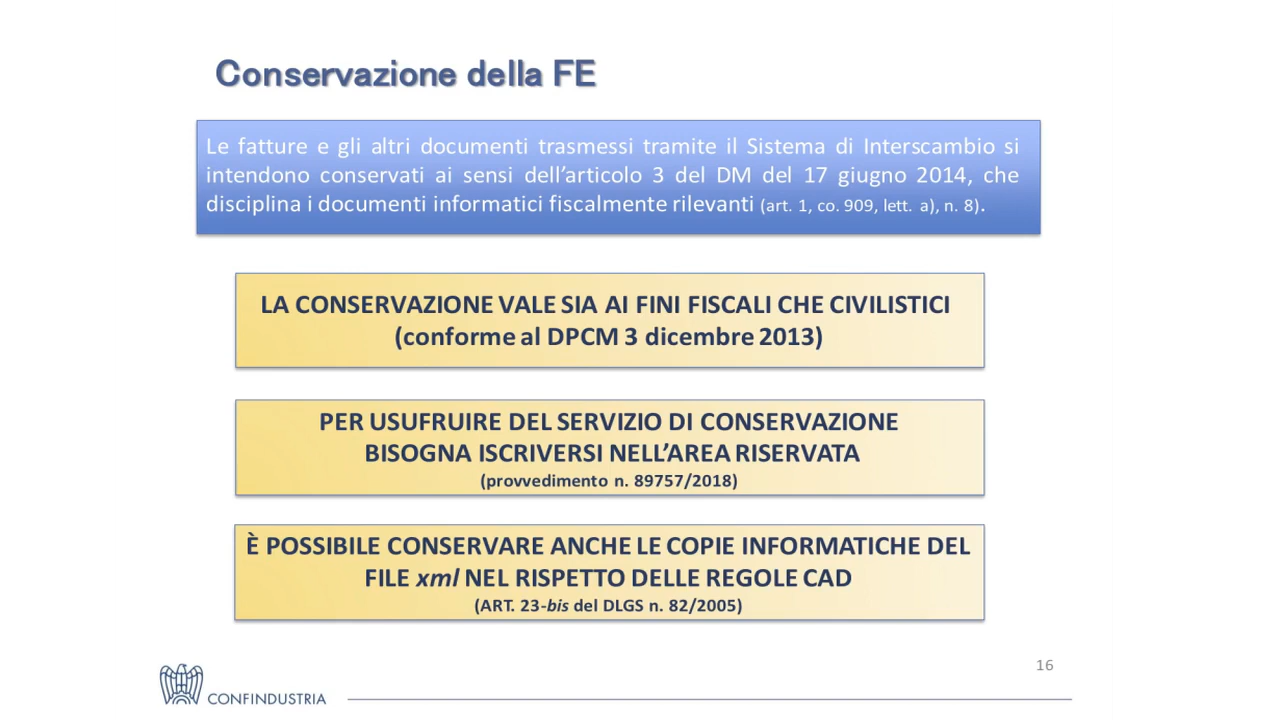 Conservazione della FE
Le fatture e gli altri documenti trasmessi tramite il Sistema di Interscambio si
intendono conservati ai sensi dell’articolo 3 del DM del 17 giugno 2014, che
disciplina i documenti informatici fiscalmente rilevanti (art. 1, co. 909, lett. a), n. 8).
LA CONSERVAZIONE VALE SIA AI FINI FISCALI CHE CIVILISTICI
(conforme al DPCM 3 dicembre 2013)
PER USUFRUIRE DEL SERVIZIO DI CONSERVAZIONE
BISOGNA ISCRIVERSI NELL’AREA RISERVATA
(provvedimento n. 89757/2018)
È POSSIBILE CONSERVARE ANCHE LE COPIE INFORMATICHE DEL
FILE xml NEL RISPETTO DELLE REGOLE CAD
(ART. 23-bis del DLGS n. 82/2005)
16
CONFINDUSTRIA